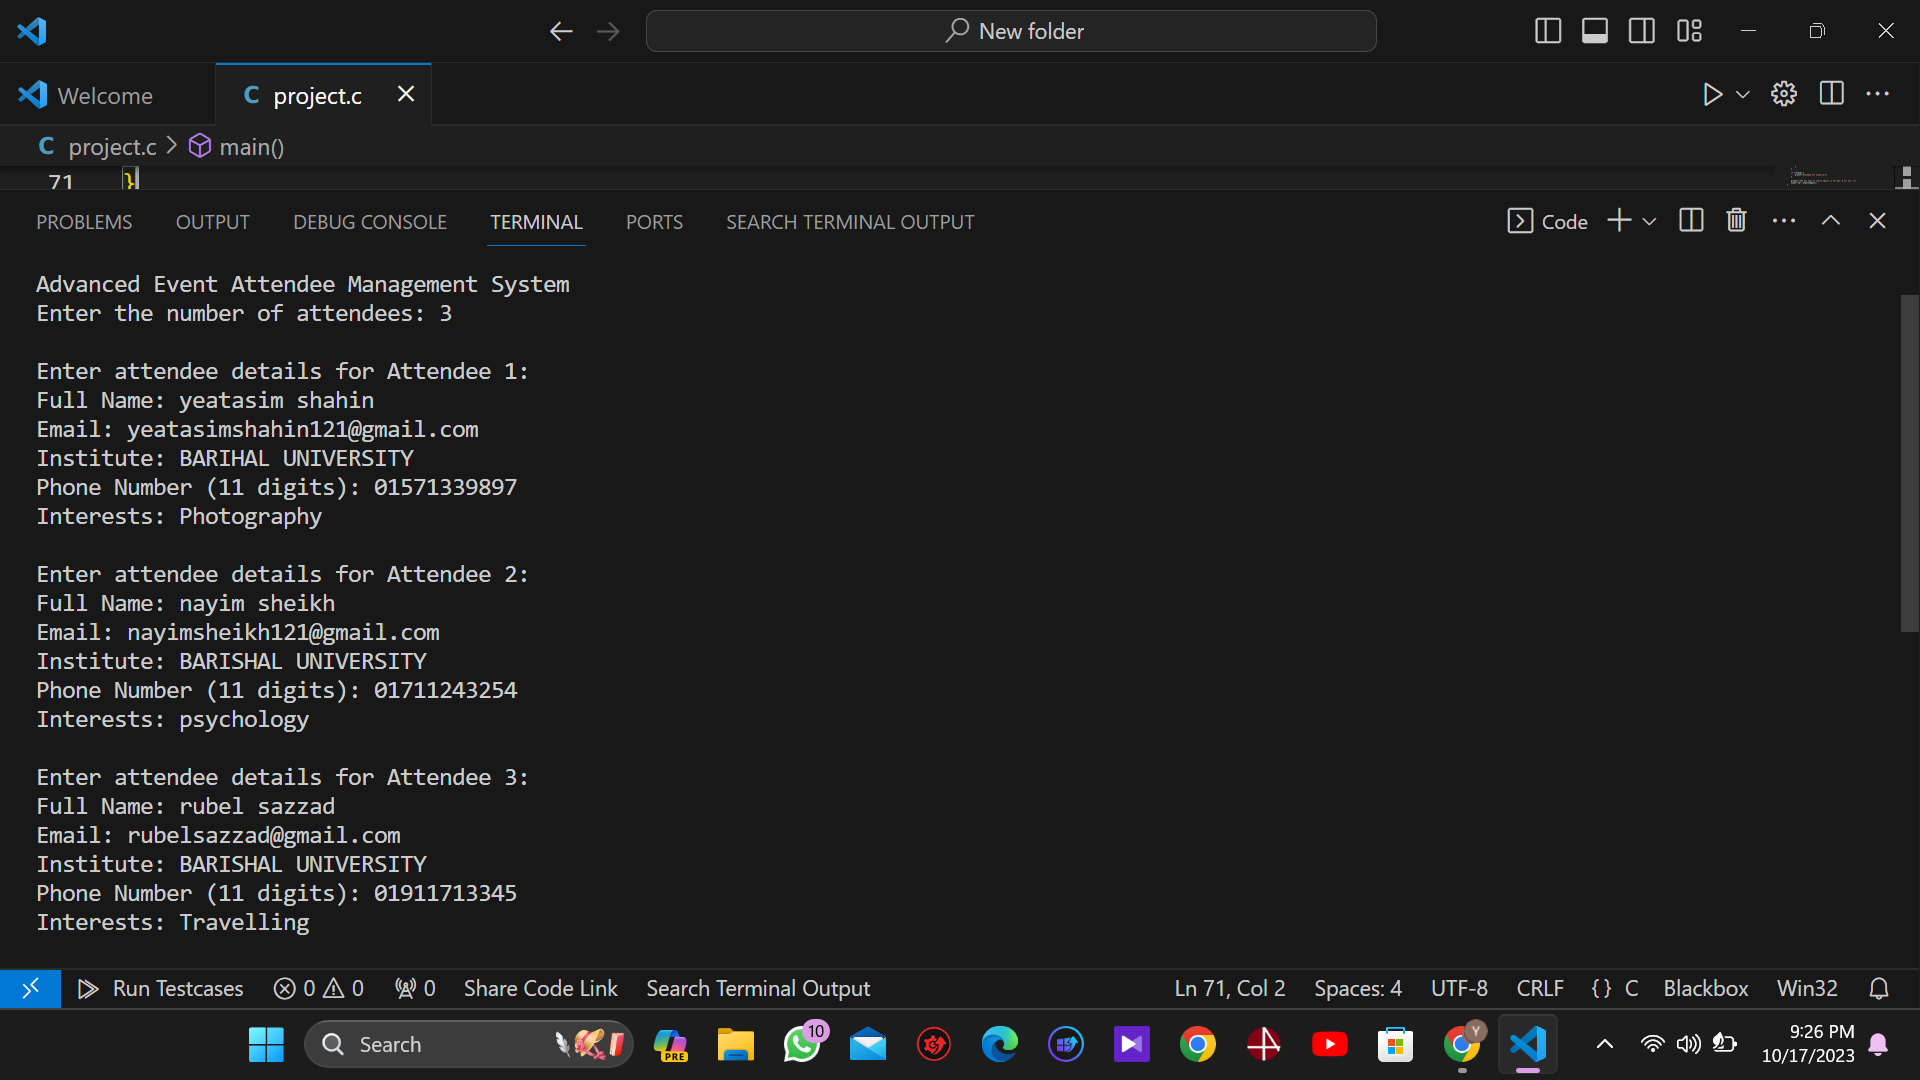 New folder
Welcome
C project.c
C project.c > main()
71 }
PROBLEMS OUTPUT DEBUG CONSOLE TERMINAL PORTS SEARCH TERMINAL OUTPUT Code
Advanced Event Attendee Management System
Enter the number of attendees: 3
Enter attendee details for Attendee 1:
Full Name: yeatasim shahin
Email: yeatasimshahin121@gmail.com
Institute: BARIHAL UNIVERSITY
Phone Number (11 digits): 01571339897
Interests: Photography
Enter attendee details for Attendee 2:
Full Name: nayim sheikh
Email: nayimsheikh121@gmail.com
Institute: BARISHAL UNIVERSITY
Phone Number (11 digits): 01711243254
Interests: psychology
Enter attendee details for Attendee 3:
Full Name: rubel sazzad
Email: rubelsazzad@gmail.com
Institute: BARISHAL UNIVERSITY
Phone Number (11 digits): 01911713345
Interests: Travelling
Run Testcases 0 0 0 Share Code Link Search Terminal Output Ln 71, Col 2 Spaces: 4 UTF-8 CRLF {} C Blackbox Win32
Search PRE 10 Y 9:26 PM
10/17/2023